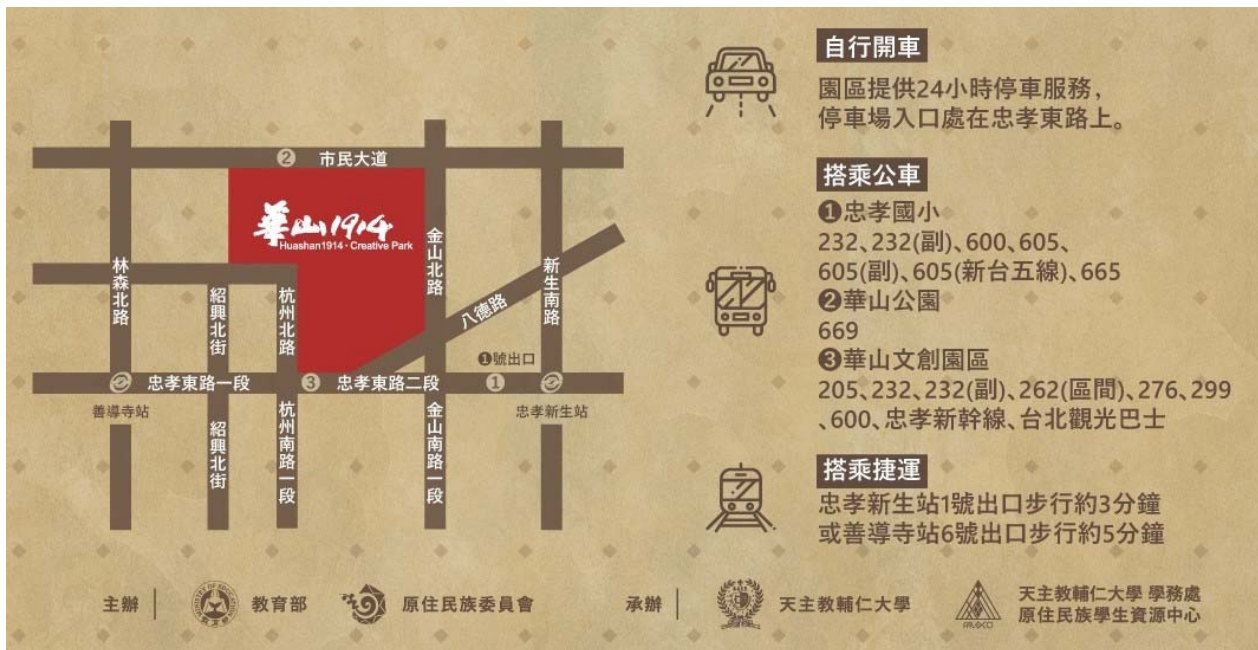 市民大道
華山1914
Huashan1914・Creative Park
林森北路
紹興北街
杭州北路
金山北路
八德路
新生南路
❶號出口
忠孝東路一段
❸
忠孝東路二段
❶
❷
善導寺站
忠孝新生站
紹興北街
杭州南路一段
金山南路一段
自行開車
園區提供24小時停車服務，
停車場入口處在忠孝東路上。
搭乘公車
❶忠孝國小
232、232(副)、600、605、
605(副)、605(新台五線)、665
❷華山公園
669
❸華山文創園區
205、232、232(副)、262(區間)、276、299
、600、忠孝新幹線、台北觀光巴士
搭乘捷運
忠孝新生站1號出口步行約3分鐘
或善導寺站6號出口步行約5分鐘
主辦｜
教育部
原住民族委員會
承辦｜
天主教輔仁大學
天主教輔仁大學 學務處
原住民族學生資源中心